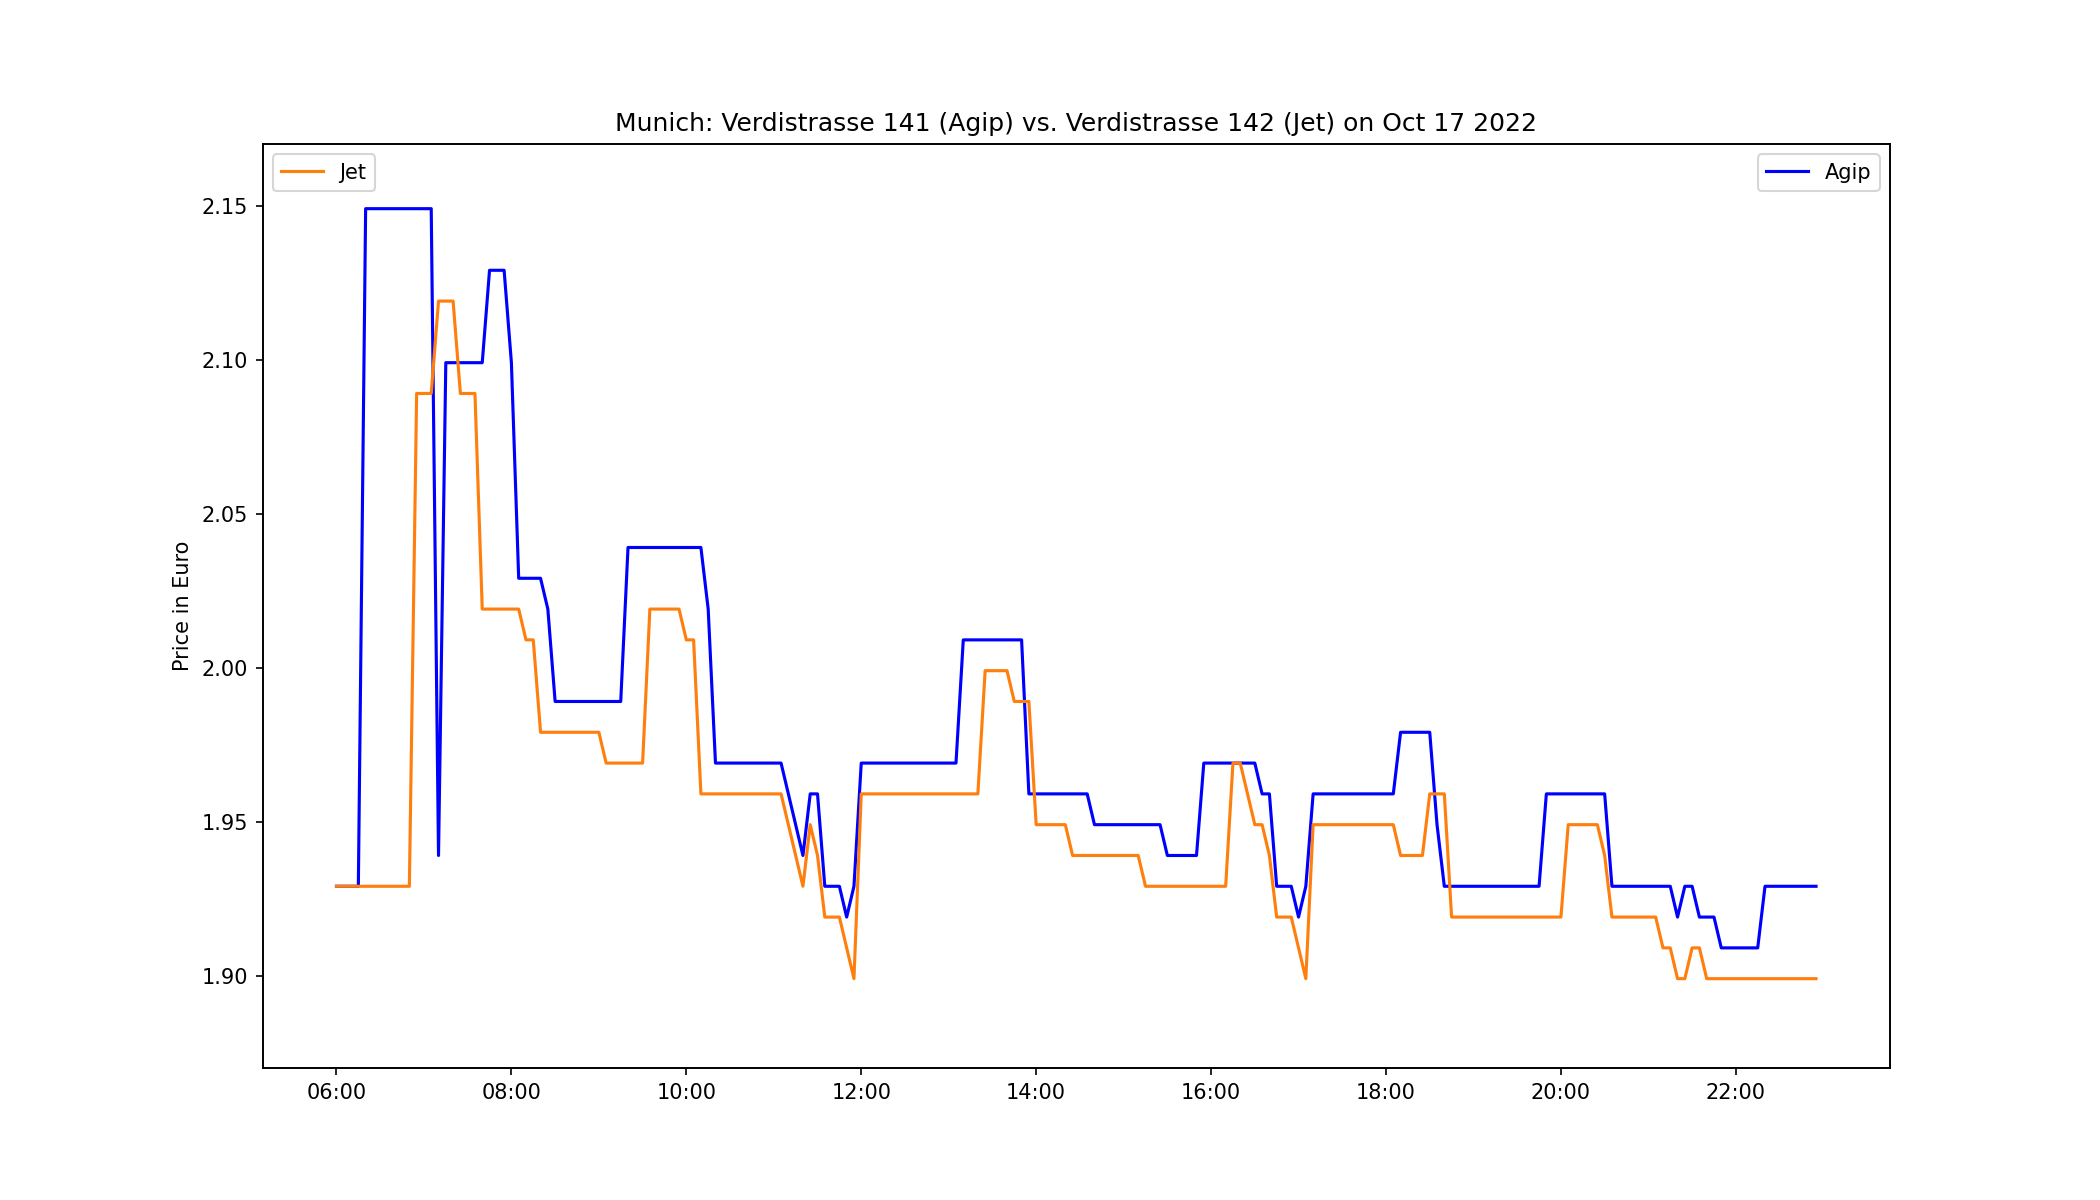 Munich: Verdistrasse 141 (Agip) vs. Verdistrasse 142 (Jet) on Oct 17 2022
Jet
Agip
Price in Euro
2.15
2.10
2.05
2.00
1.95
1.90
06:00 08:00 10:00 12:00 14:00 16:00 18:00 20:00 22:00